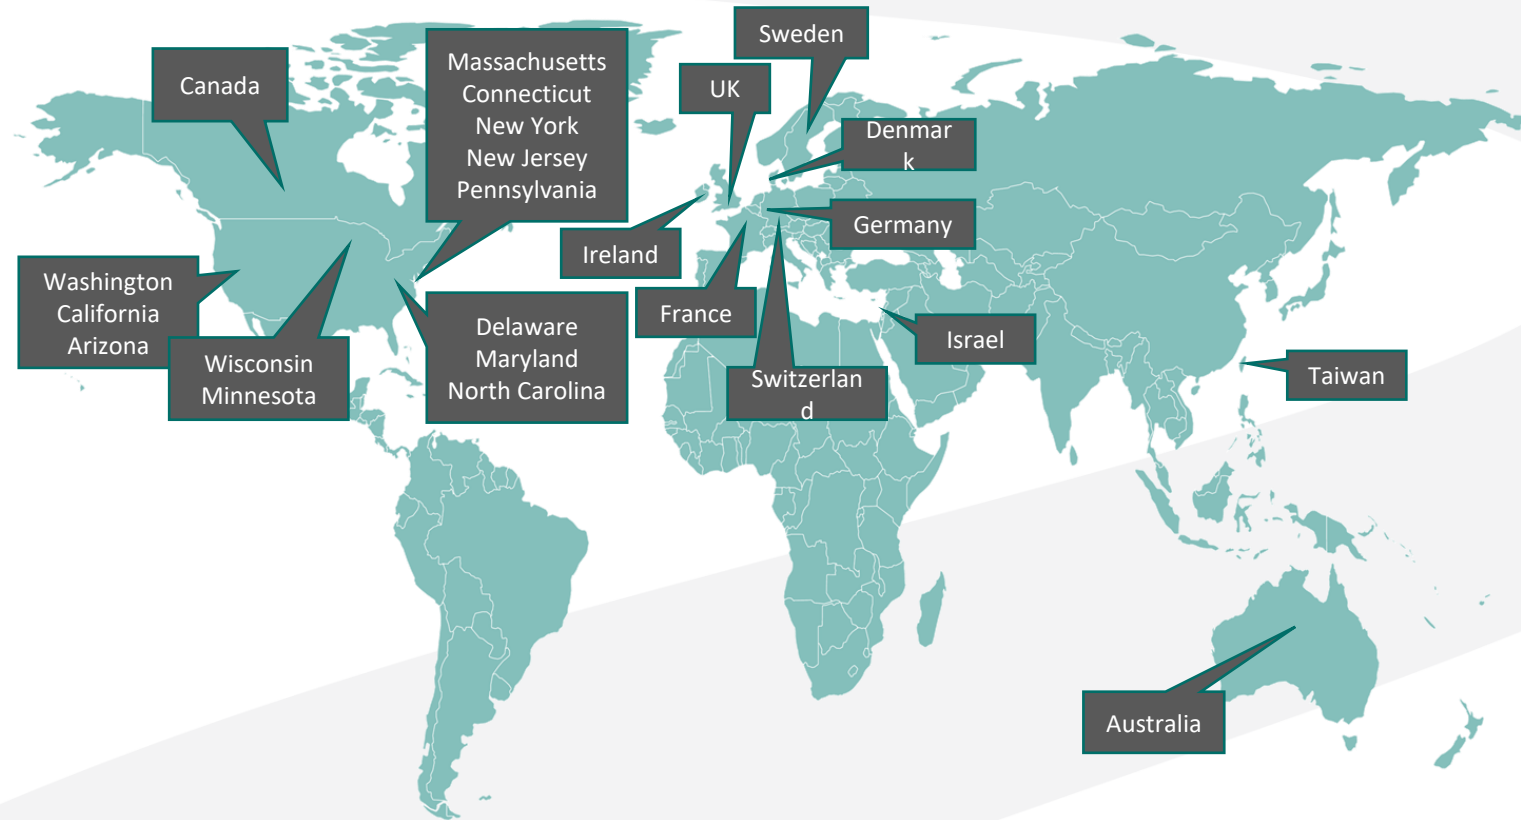 Sweden
Canada
Massachusetts
Connecticut
New York
New Jersey
Pennsylvania
UK
Denmar
k
Germany
Ireland
Washington
California
Arizona
France
Delaware
Maryland
North Carolina
Israel
Wisconsin
Minnesota
Switzerlan
d
Taiwan
Australia